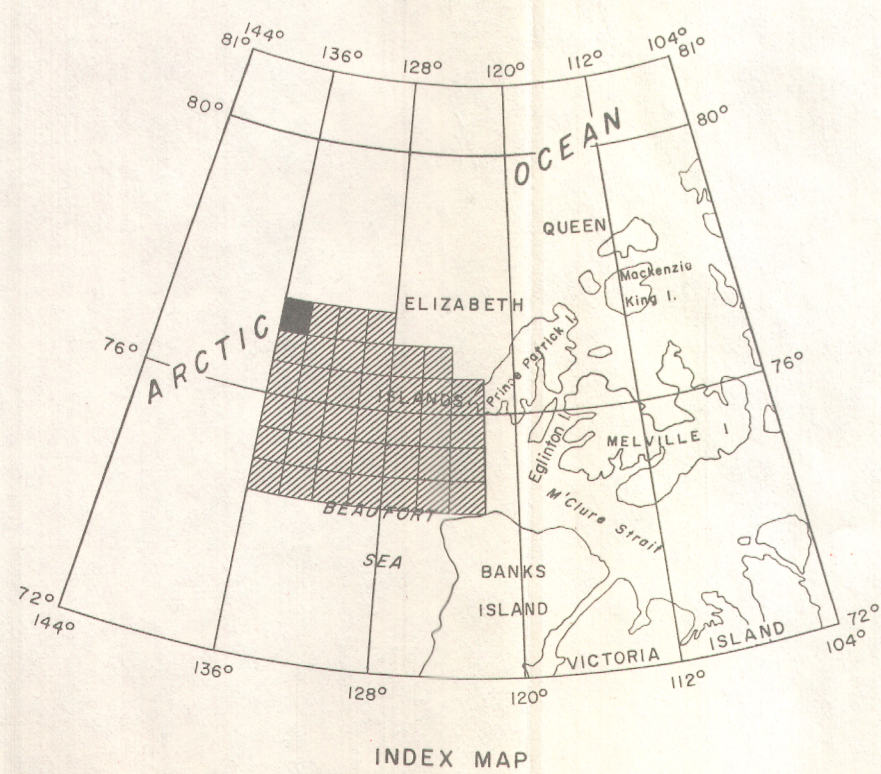 144° 136° 128° 120° 112° 104°
81° 81°
80° 80°
ARCTIC OCEAN
QUEEN
Mackenzie
King I.
ELIZABETH
Prince Patrick I.
76° 76°
ISLANDS
Eglinton I.
MELVILLE I
M'Clure Strait
BEAUFORT
SEA
BANKS
ISLAND
VICTORIA ISLAND
72° 72°
144° 136° 128° 120° 112° 104°
INDEX MAP